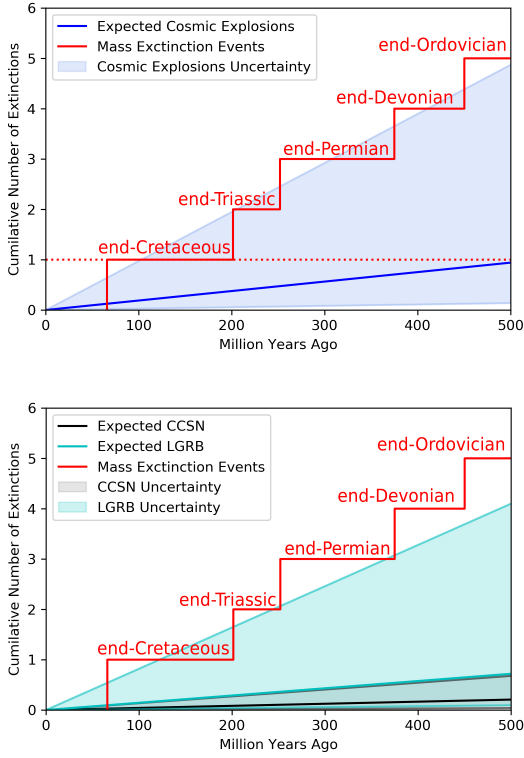 6
5
4
3
2
1
0
Cumilative Number of Extinctions
Expected Cosmic Explosions
Mass Exctinction Events
Cosmic Explosions Uncertainty
end-Ordovician
end-Devonian
end-Permian
end-Triassic
end-Cretaceous
0 100 200 300 400 500
Million Years Ago
6
5
4
3
2
1
0
Cumilative Number of Extinctions
Expected CCSN
Expected LGRB
Mass Exctinction Events
CCSN Uncertainty
LGRB Uncertainty
end-Ordovician
end-Devonian
end-Permian
end-Triassic
end-Cretaceous
0 100 200 300 400 500
Million Years Ago